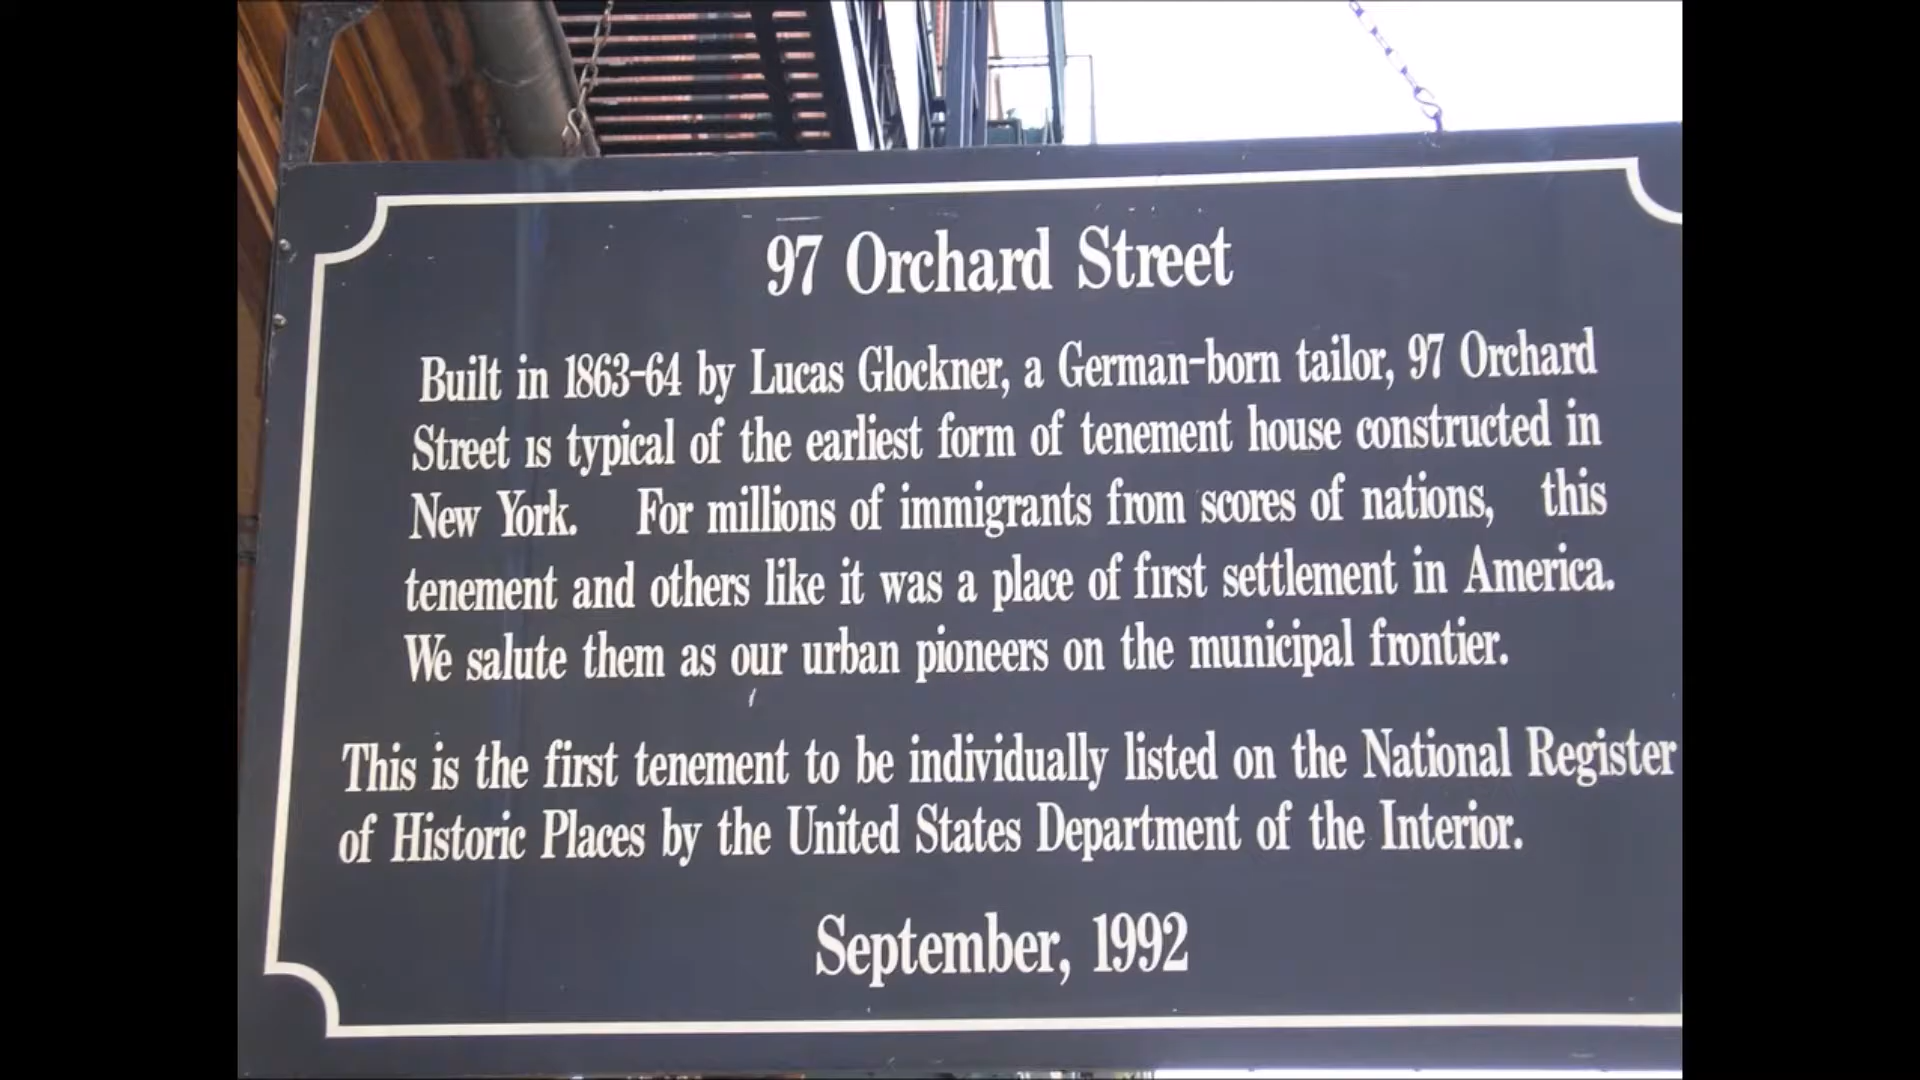 97 Orchard Street
Built in 1863-64 by Lucas Glockner, a German-born tailor, 97 Orchard
Street is typical of the earliest form of tenement house constructed in
New York. For millions of immigrants from scores of nations, this
tenement and others like it was a place of first settlement in America.
We salute them as our urban pioneers on the municipal frontier.
This is the first tenement to be individually listed on the National Register
of Historic Places by the United States Department of the Interior.
September, 1992